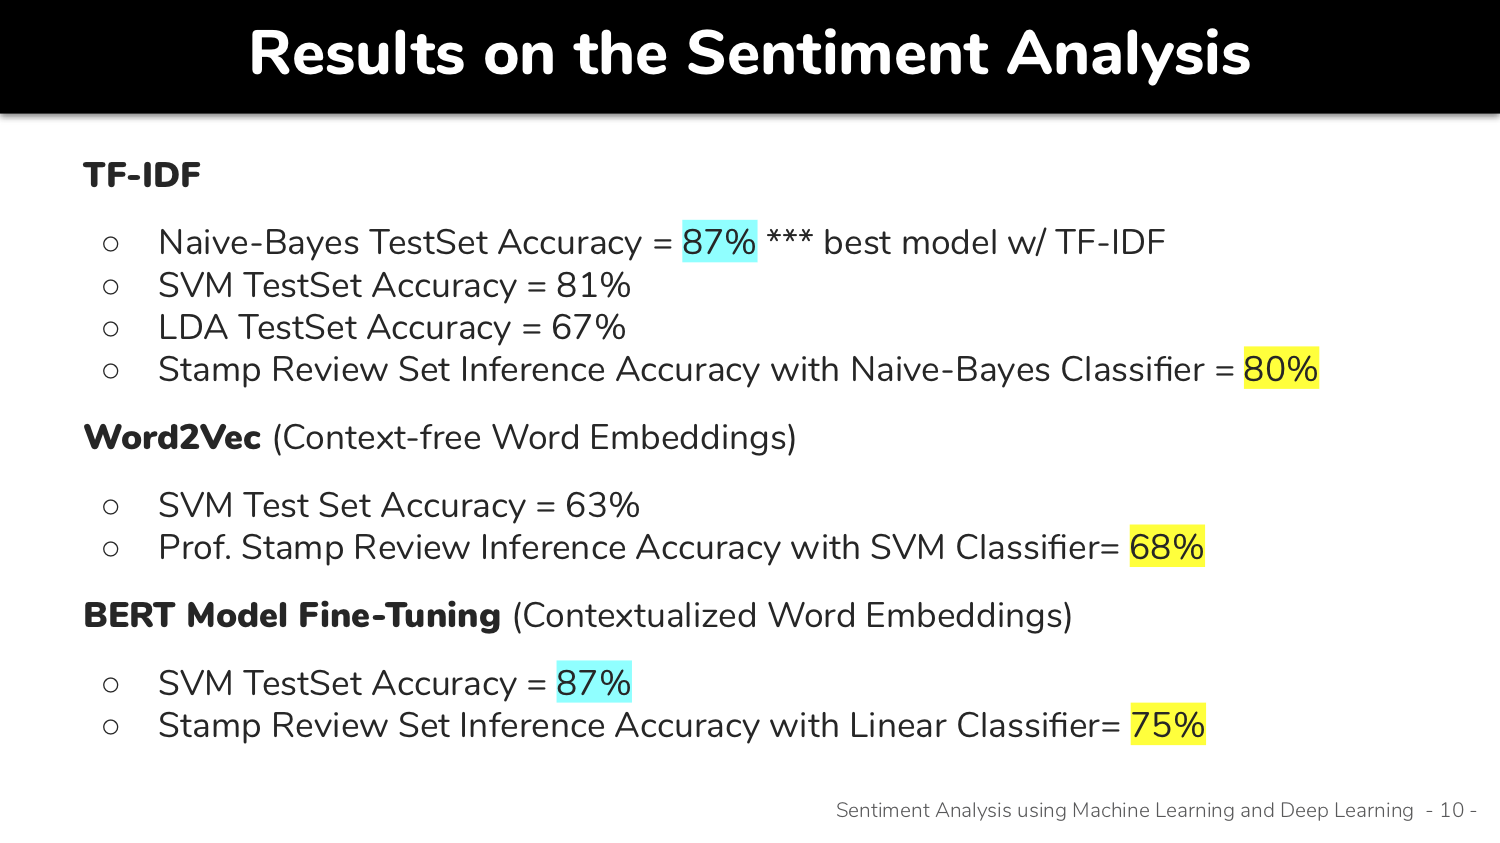 Results on the Sentiment Analysis
TF-IDF
○ Naive-Bayes TestSet Accuracy = 87% *** best model w/ TF-IDF
○ SVM TestSet Accuracy = 81%
○ LDA TestSet Accuracy = 67%
○ Stamp Review Set Inference Accuracy with Naive-Bayes Classifier = 80%
Word2Vec (Context-free Word Embeddings)
○ SVM Test Set Accuracy = 63%
○ Prof. Stamp Review Inference Accuracy with SVM Classifier= 68%
BERT Model Fine-Tuning (Contextualized Word Embeddings)
○ SVM TestSet Accuracy = 87%
○ Stamp Review Set Inference Accuracy with Linear Classifier= 75%
Sentiment Analysis using Machine Learning and Deep Learning - 10 -